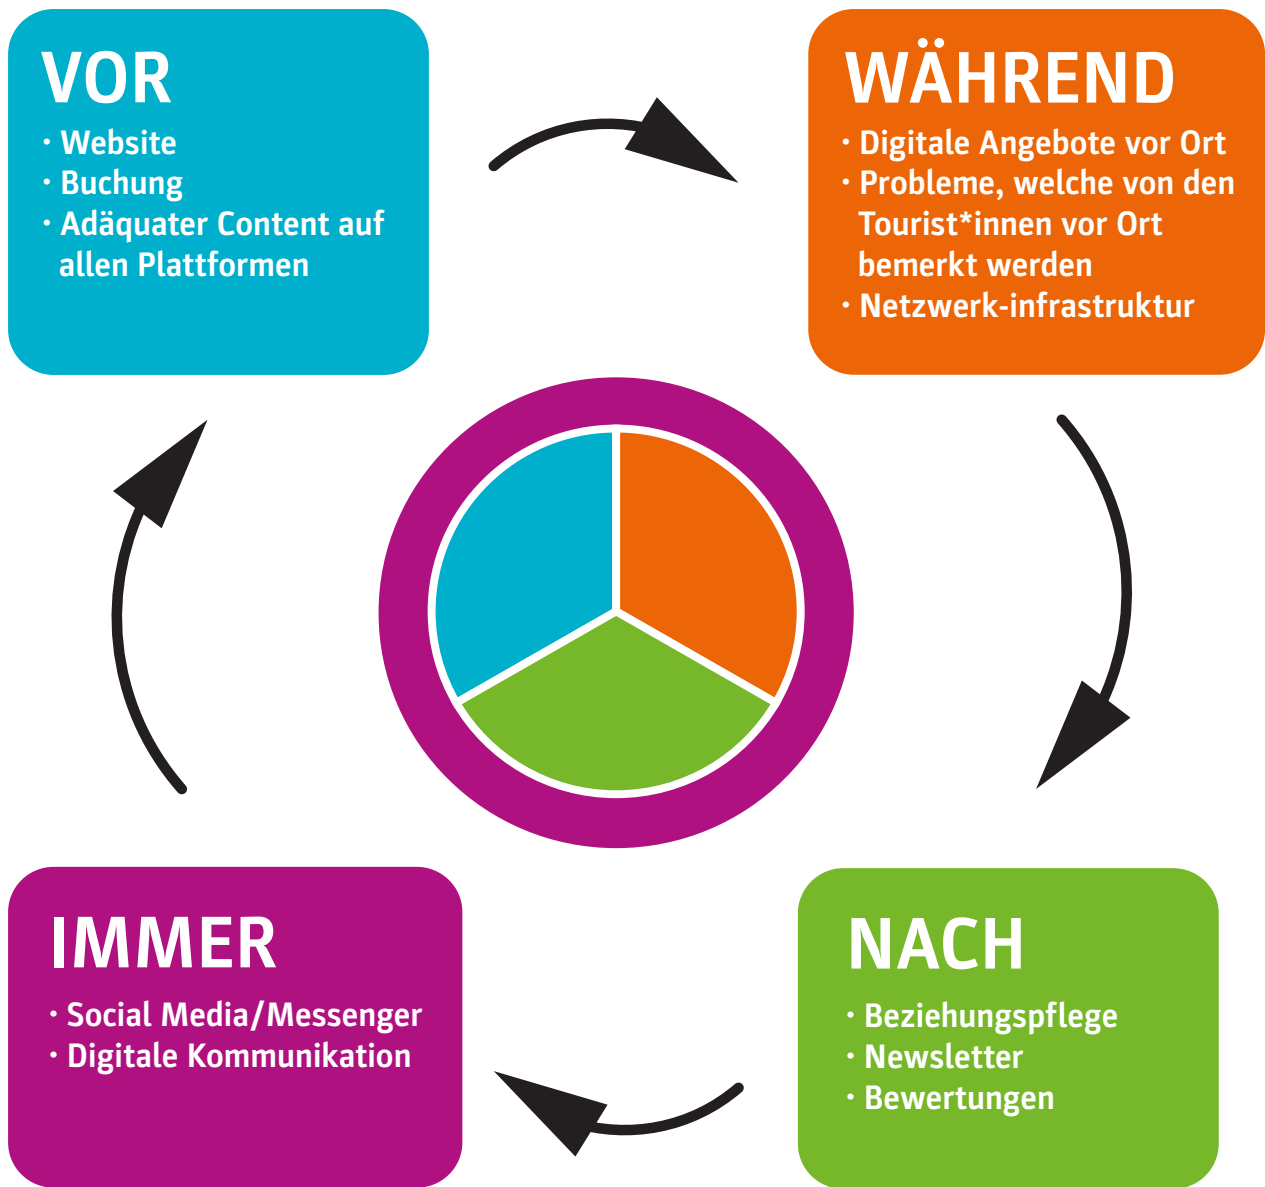 VOR
· Website
· Buchung
· Adäquater Content auf
allen Plattformen
WÄHREND
· Digitale Angebote vor Ort
· Probleme, welche von den
Tourist*innen vor Ort
bemerkt werden
· Netzwerk-infrastruktur
IMMER
· Social Media/Messenger
· Digitale Kommunikation
NACH
· Beziehungspflege
· Newsletter
· Bewertungen